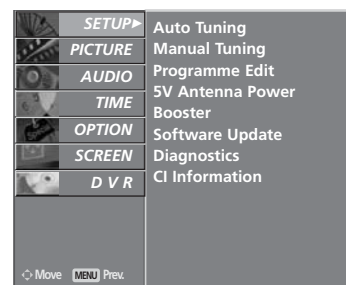 SETUP
PICTURE
AUDIO
TIME
OPTION
SCREEN
D V R
Auto Tuning
Manual Tuning
Programme Edit
5V Antenna Power
Booster
Software Update
Diagnostics
CI Information
Move MENU Prev.